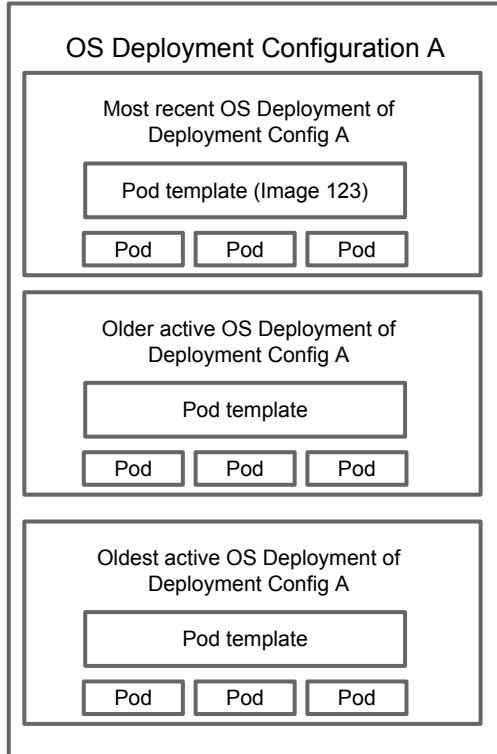 OS Deployment Configuration A
Most recent OS Deployment of
Deployment Config A
Pod template (Image 123)
Pod Pod Pod
Older active OS Deployment of
Deployment Config A
Pod template
Pod Pod Pod
Oldest active OS Deployment of
Deployment Config A
Pod template
Pod Pod Pod